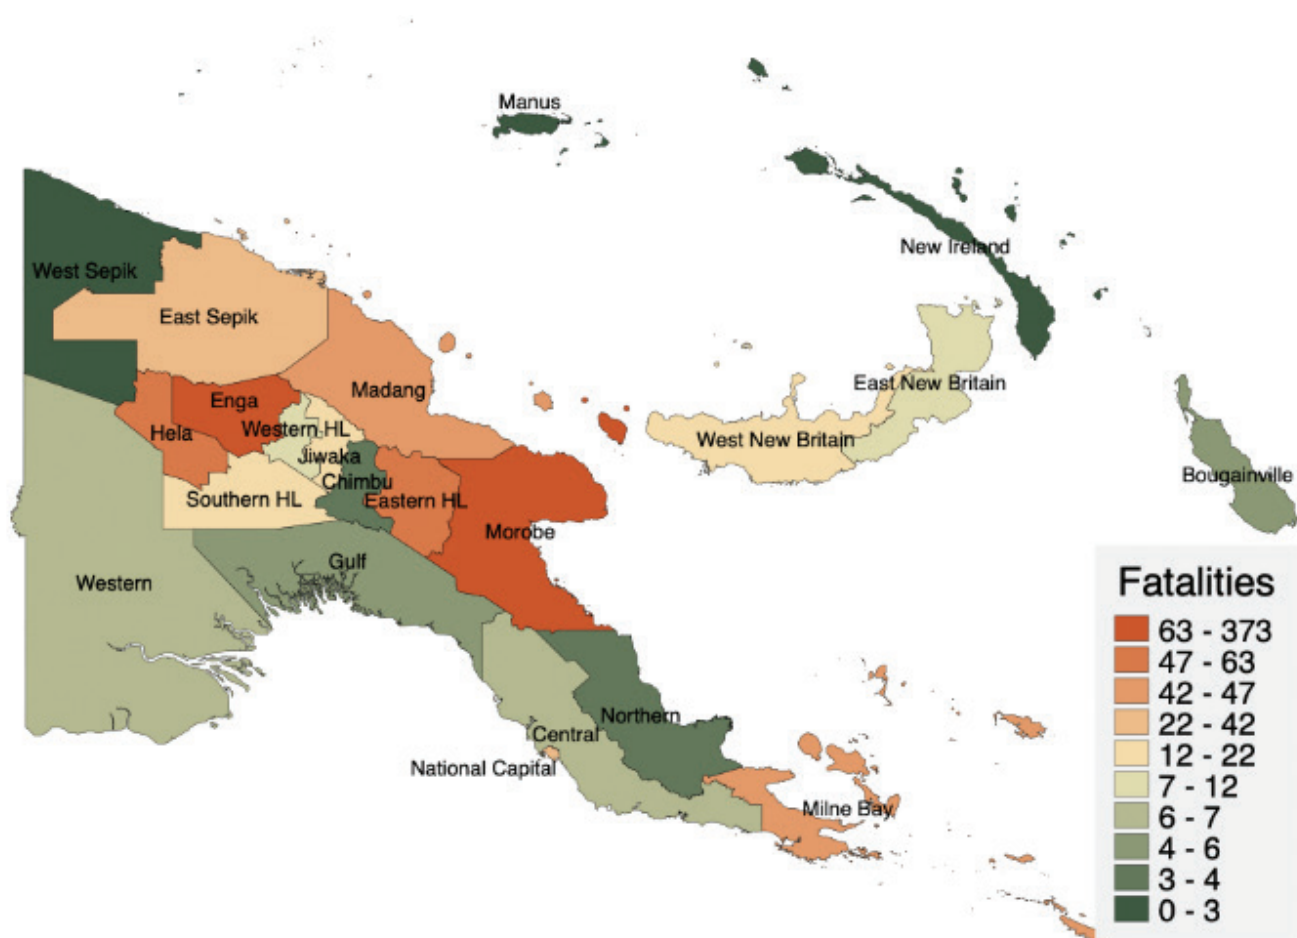 Manus
New Ireland
West Sepik
East Sepik
Madang
East New Britain
Enga
Western HL
Hela
West New Britain
Jiwaka
Chimbu
Bougainville
Southern HL
Eastern HL
Morobe
Gulf
Western
Northern
Central
National Capital
Milne Bay
Fatalities
63 - 373
47 - 63
42 - 47
22 - 42
12 - 22
7 - 12
6 - 7
4 - 6
3 - 4
0 - 3